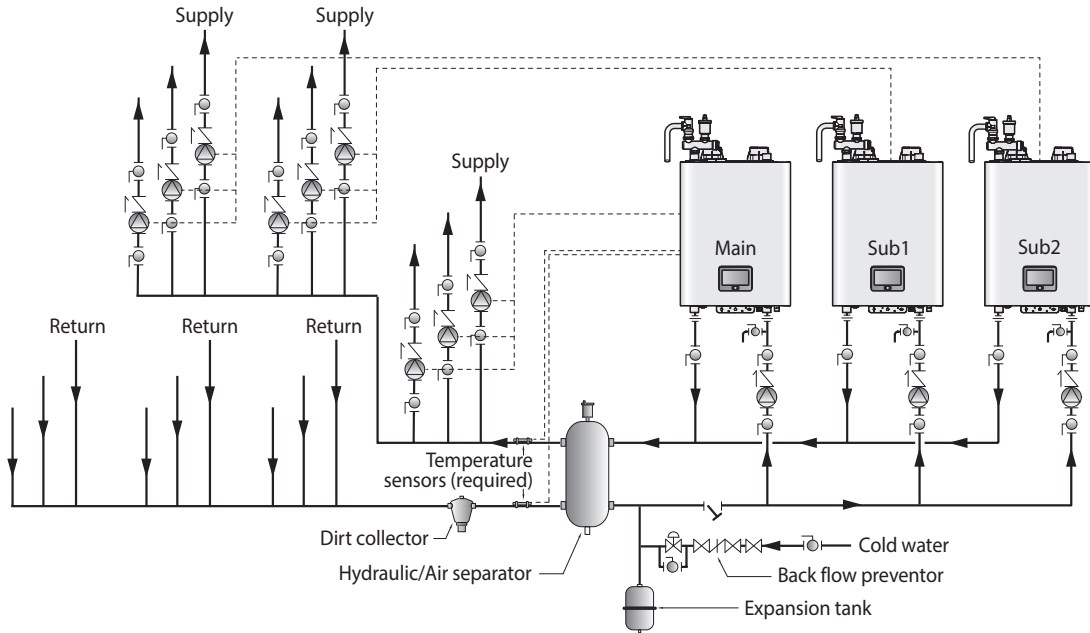 Supply
Supply
Supply
Main
Sub1
Sub2
Return
Return
Return
Temperature
sensors (required)
Dirt collector
Hydraulic/Air separator
Cold water
Back flow preventor
Expansion tank